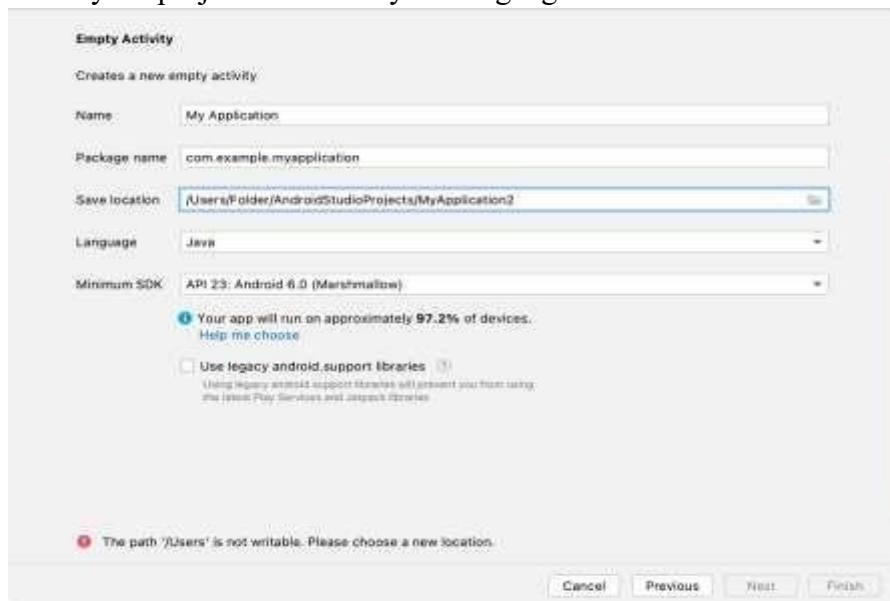 Empty Activity
Creates a new empty activity
Name My Application
Package name com.example.myapplication
Save location /Users/Folder/AndroidStudioProjects/MyApplication2
Language Java
Minimum SDK API 23: Android 6.0 (Marshmallow)
Your app will run on approximately 97.2% of devices.
Help me choose
Use legacy android.support libraries ?
Using legacy android.support libraries will prevent you from using
the latest Play Services and Jetpack libraries
The path '/Users' is not writable. Please choose a new location.
Cancel Previous Next Finish